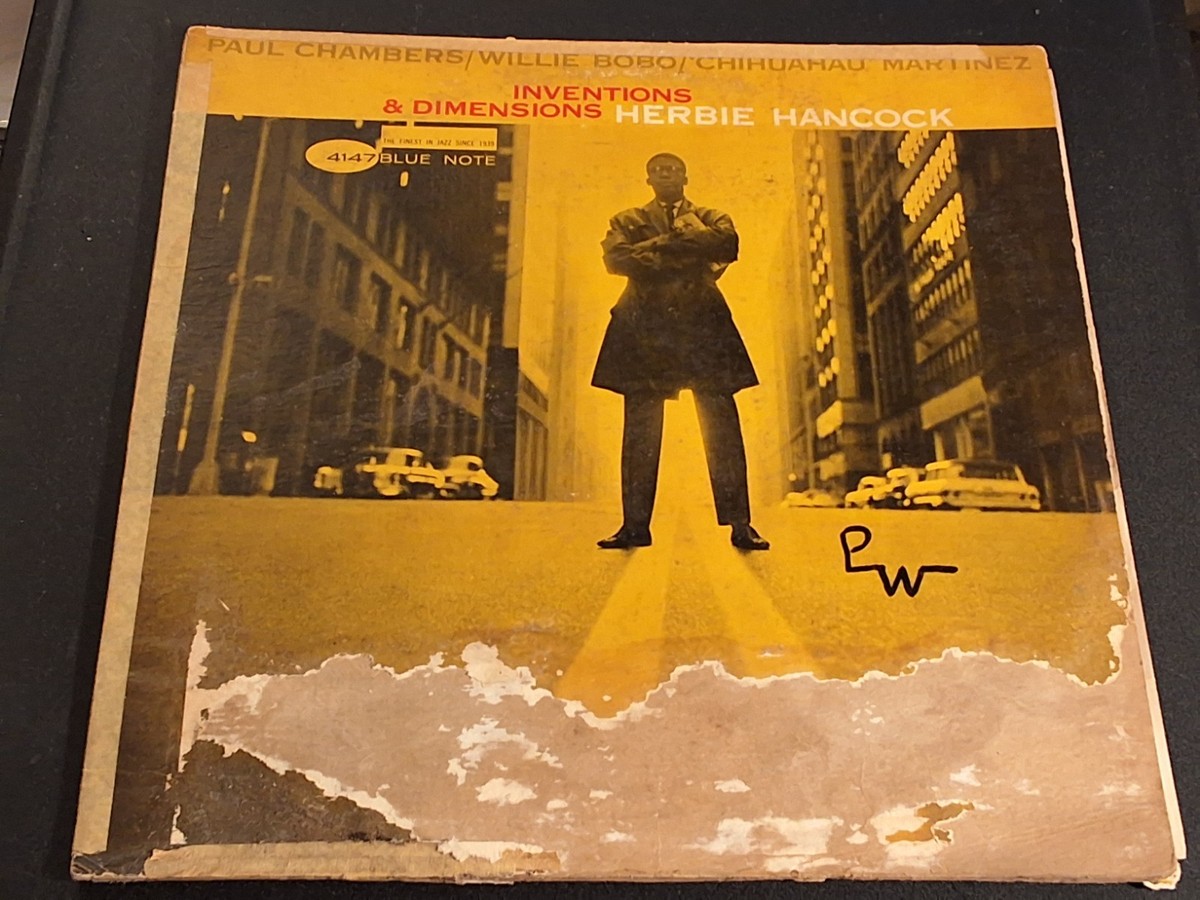 PAUL CHAMBERS/WILLIE BOBO/"CHIHUAHAU" MARTINEZ
INVENTIONS
& DIMENSIONS HERBIE HANCOCK
THE FINEST IN JAZZ SINCE 1939
4147 BLUE NOTE
PW